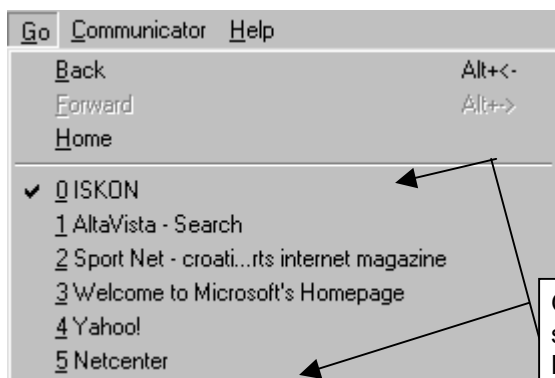 Go Communicator Help
Back Alt+<-
Forward Alt+->
Home
✔ 0 ISKON
1 AltaVista - Search
2 Sport Net - croati...rts internet magazine
3 Welcome to Microsoft's Homepage
4 Yahoo!
5 Netcenter